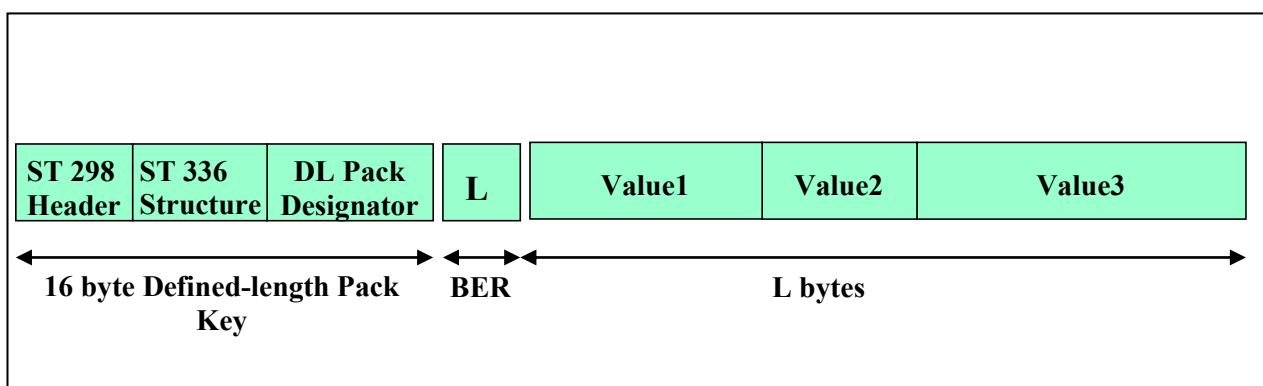 ST 298
Header
ST 336
Structure
DL Pack
Designator
L
Value1
Value2
Value3
16 byte Defined-length Pack
Key
BER
L bytes